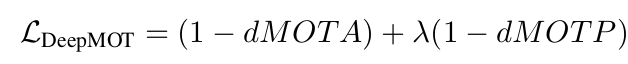 ℒ_DeepMOT = (1 − dMOTA) + λ(1 − dMOTP)